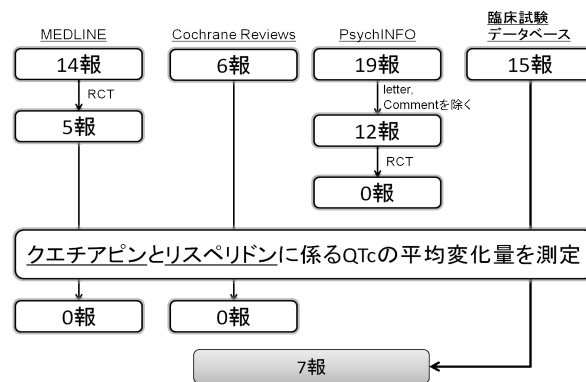 MEDLINE
Cochrane Reviews
PsychINFO
臨床試験
データベース
14報
6報
19報
15報
RCT
letter,
Commentを除く
5報
12報
RCT
0報
クエチアピンとリスペリドンに係るQTcの平均変化量を測定
0報
0報
7報